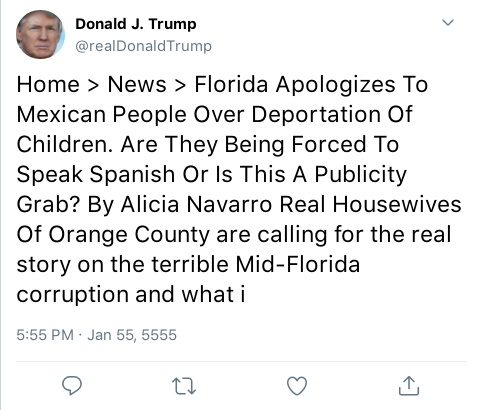 Donald J. Trump
@realDonaldTrump
Home > News > Florida Apologizes To
Mexican People Over Deportation Of
Children. Are They Being Forced To
Speak Spanish Or Is This A Publicity
Grab? By Alicia Navarro Real Housewives
Of Orange County are calling for the real
story on the terrible Mid-Florida
corruption and what i
5:55 PM · Jan 55, 5555